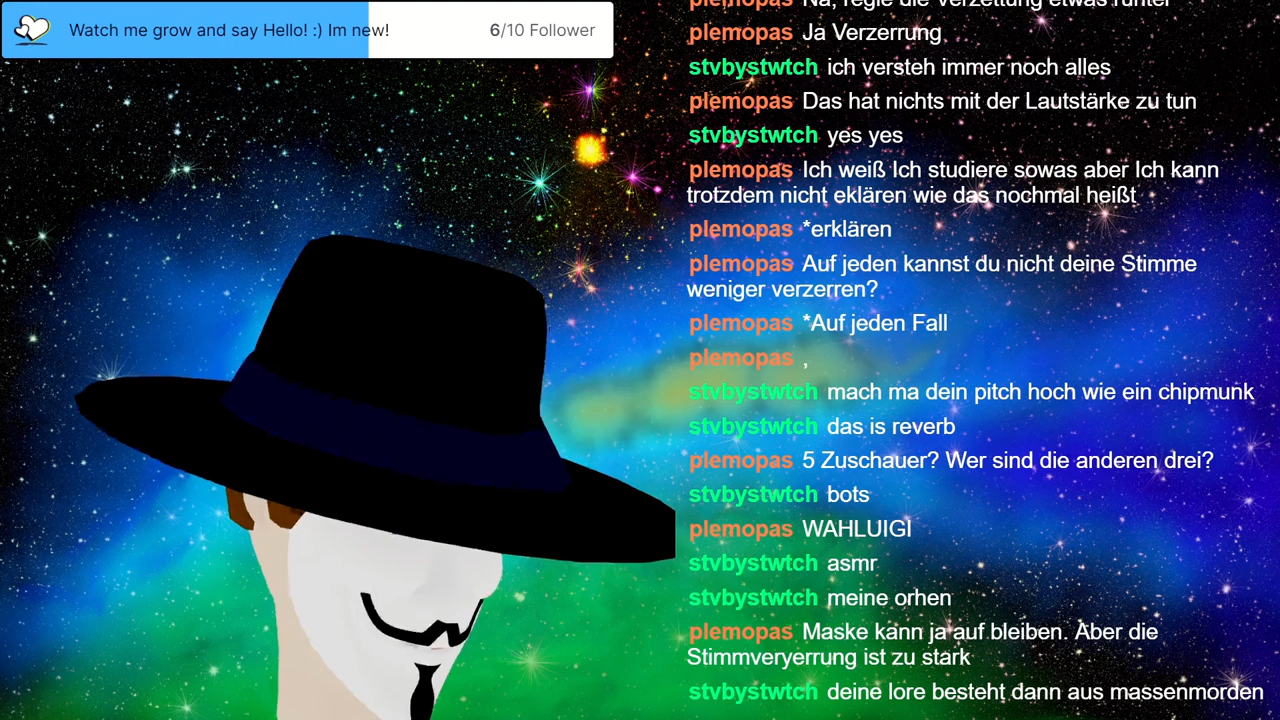 Watch me grow and say Hello! :) Im new!
6/10 Follower
Na, regle die Verzettung etwas runter
plemopas Ja Verzerrung
stvbystwtch ich versteh immer noch alles
plemopas Das hat nichts mit der Lautstärke zu tun
stvbystwtch yes yes
plemopas Ich weiß Ich studiere sowas aber Ich kann
trotzdem nicht eklären wie das nochmal heißt
plemopas *erklären
plemopas Auf jeden kannst du nicht deine Stimme
weniger verzerren?
plemopas *Auf jeden Fall
plemopas ,
stvbystwtch mach ma dein pitch hoch wie ein chipmunk
stvbystwtch das is reverb
plemopas 5 Zuschauer? Wer sind die anderen drei?
stvbystwtch bots
plemopas WAHLUIGI
stvbystwtch asmr
stvbystwtch meine orhen
plemopas Maske kann ja auf bleiben. Aber die
Stimmveryerrung ist zu stark
stvbystwtch deine lore besteht dann aus massenmorden